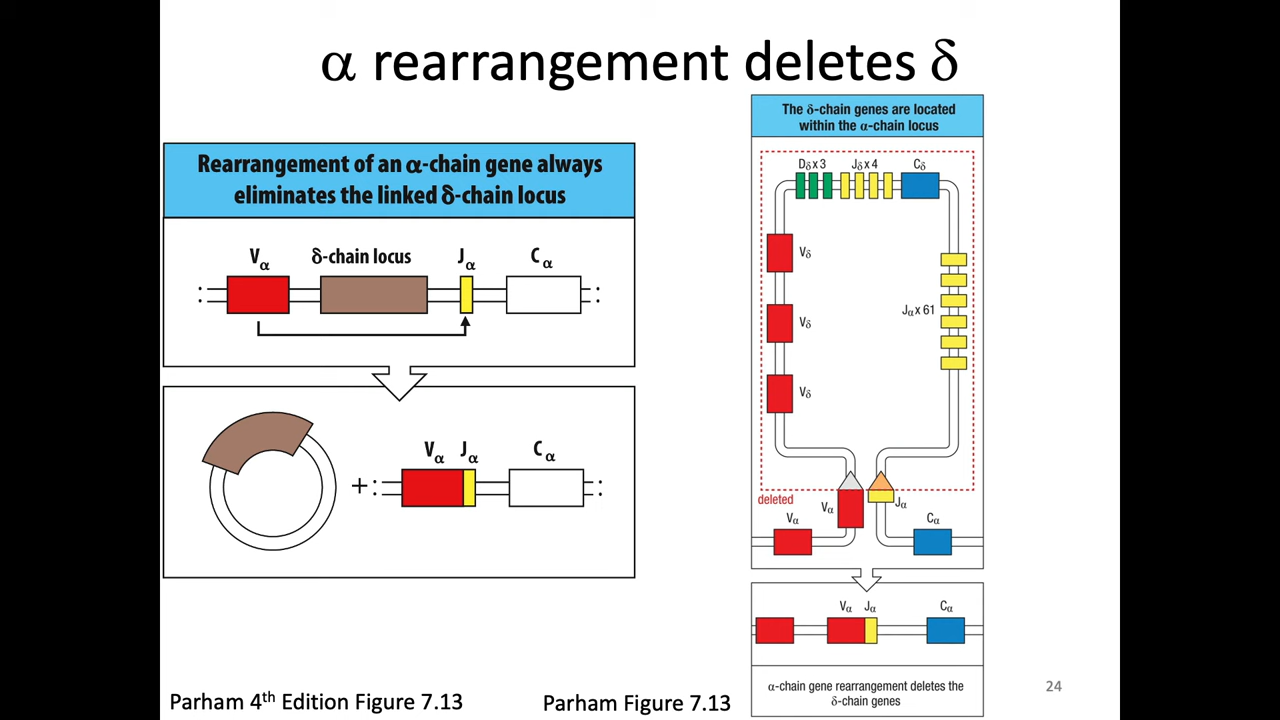 α rearrangement deletes δ
Rearrangement of an α-chain gene always
eliminates the linked δ-chain locus
Vα δ-chain locus Jα Cα
: :
+ : Vα Jα Cα :
Parham 4th Edition Figure 7.13
The δ-chain genes are located
within the α-chain locus
Dδ x 3 Jδ x 4 Cδ
Vδ
Jα x 61
Vδ
Vδ
deleted
Vα Jα
Vα Cα
Vα Jα Cα
α-chain gene rearrangement deletes the
δ-chain genes
Parham Figure 7.13
24